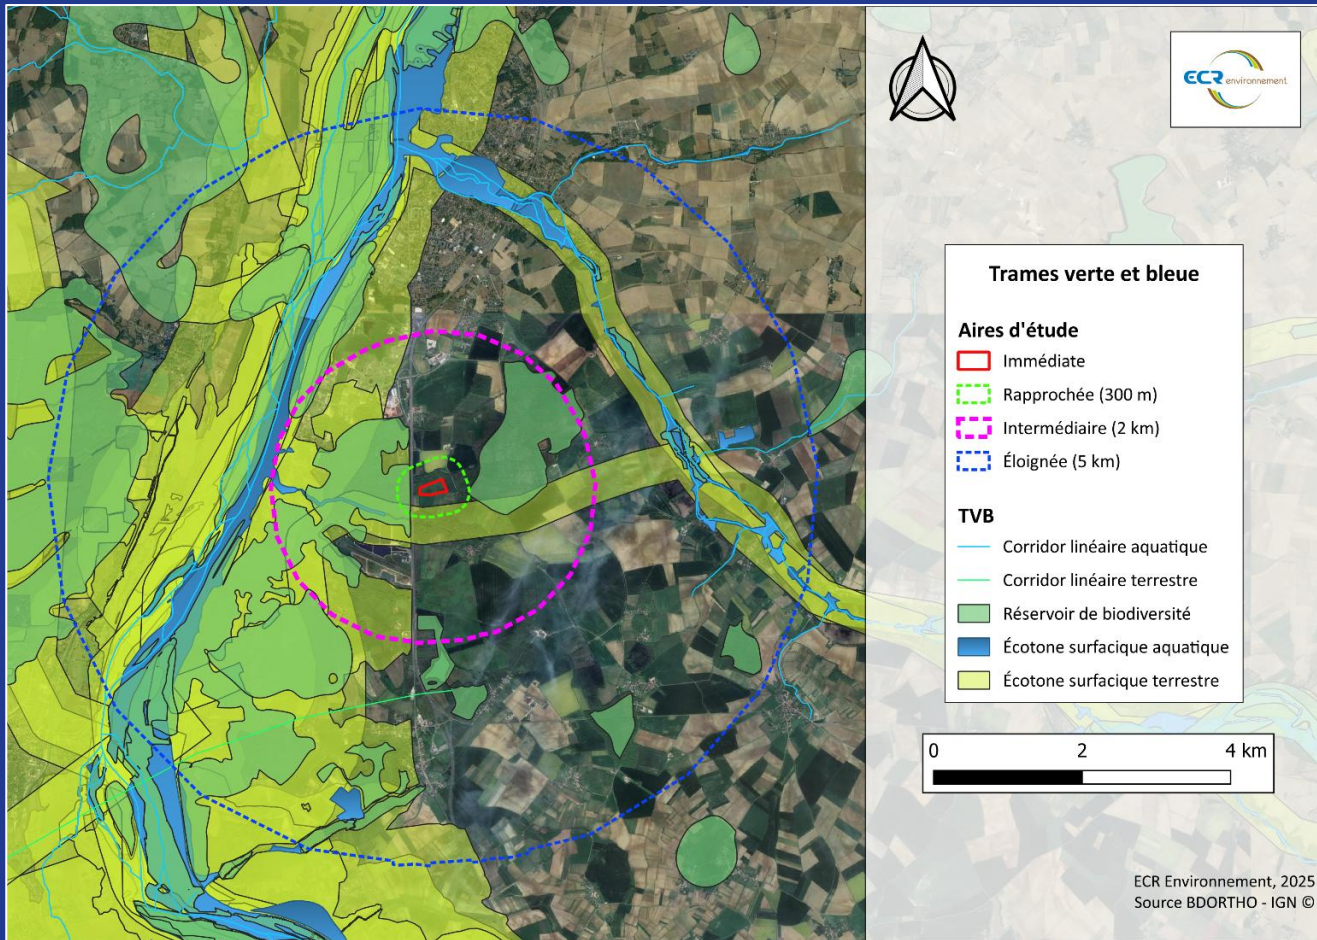 ECR environnement
Trames verte et bleue
Aires d'étude
Immédiate
Rapprochée (300 m)
Intermédiaire (2 km)
Éloignée (5 km)
TVB
Corridor linéaire aquatique
Corridor linéaire terrestre
Réservoir de biodiversité
Écotone surfacique aquatique
Écotone surfacique terrestre
0 2 4 km
ECR Environnement, 2025
Source BDORTHO - IGN ©